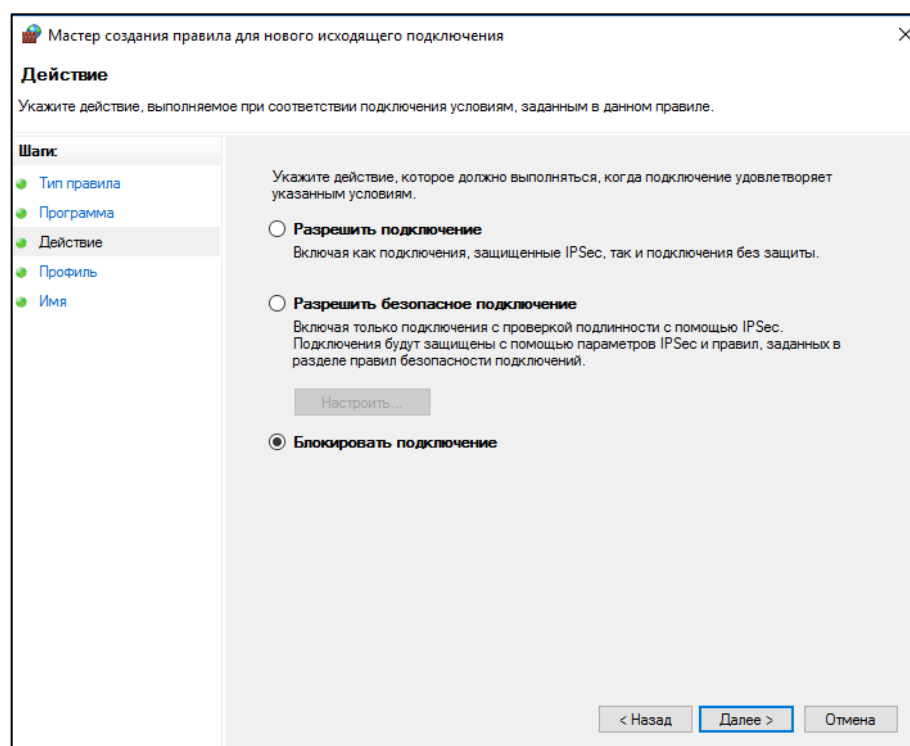 Мастер создания правила для нового исходящего подключения
Действие
Укажите действие, выполняемое при соответствии подключения условиям, заданным в данном правиле.
Шаги:
Тип правила
Программа
Действие
Профиль
Имя
Укажите действие, которое должно выполняться, когда подключение удовлетворяет
указанным условиям.
Разрешить подключение
Включая как подключения, защищенные IPSec, так и подключения без защиты.
Разрешить безопасное подключение
Включая только подключения с проверкой подлинности с помощью IPSec.
Подключения будут защищены с помощью параметров IPSec и правил, заданных в
разделе правил безопасности подключений.
Настроить...
Блокировать подключение
< Назад
Далее >
Отмена